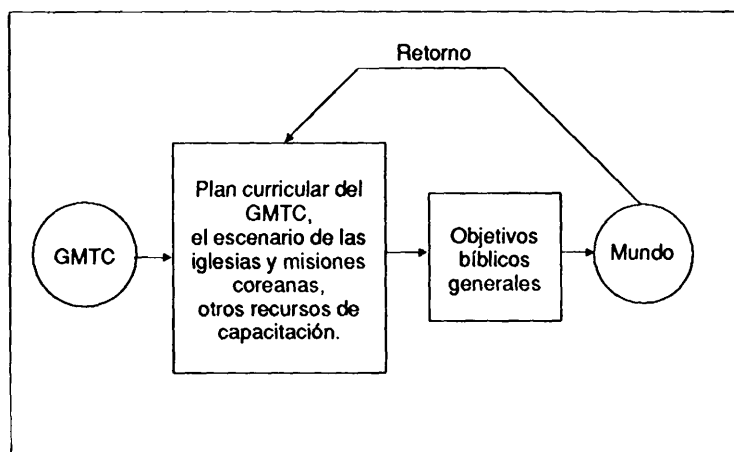 Retorno
GMTC
Plan curricular del
GMTC,
el escenario de las
iglesias y misiones
coreanas,
otros recursos de
capacitación.
Objetivos
bíblicos
generales
Mundo